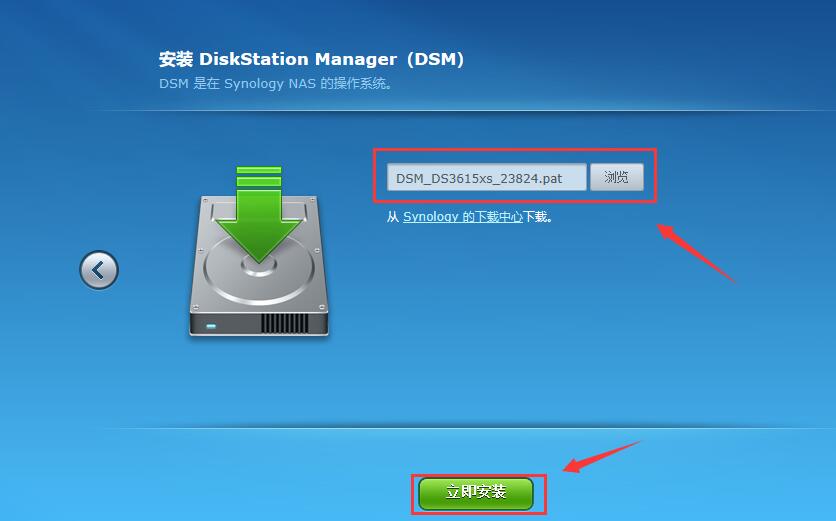 安装 DiskStation Manager（DSM）
DSM 是在 Synology NAS 的操作系统。
DSM_DS3615xs_23824.pat 浏览
从 Synology 的下载中心下载。
立即安装